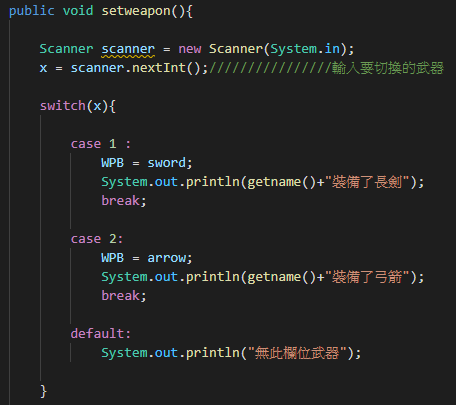 public void setweapon(){
Scanner scanner = new Scanner(System.in);
x = scanner.nextInt();////////////////輸入要切換的武器
switch(x){
case 1 :
WPB = sword;
System.out.println(getname()+"裝備了長劍");
break;
case 2:
WPB = arrow;
System.out.println(getname()+"裝備了弓箭");
break;
default:
System.out.println("無此欄位武器");
}